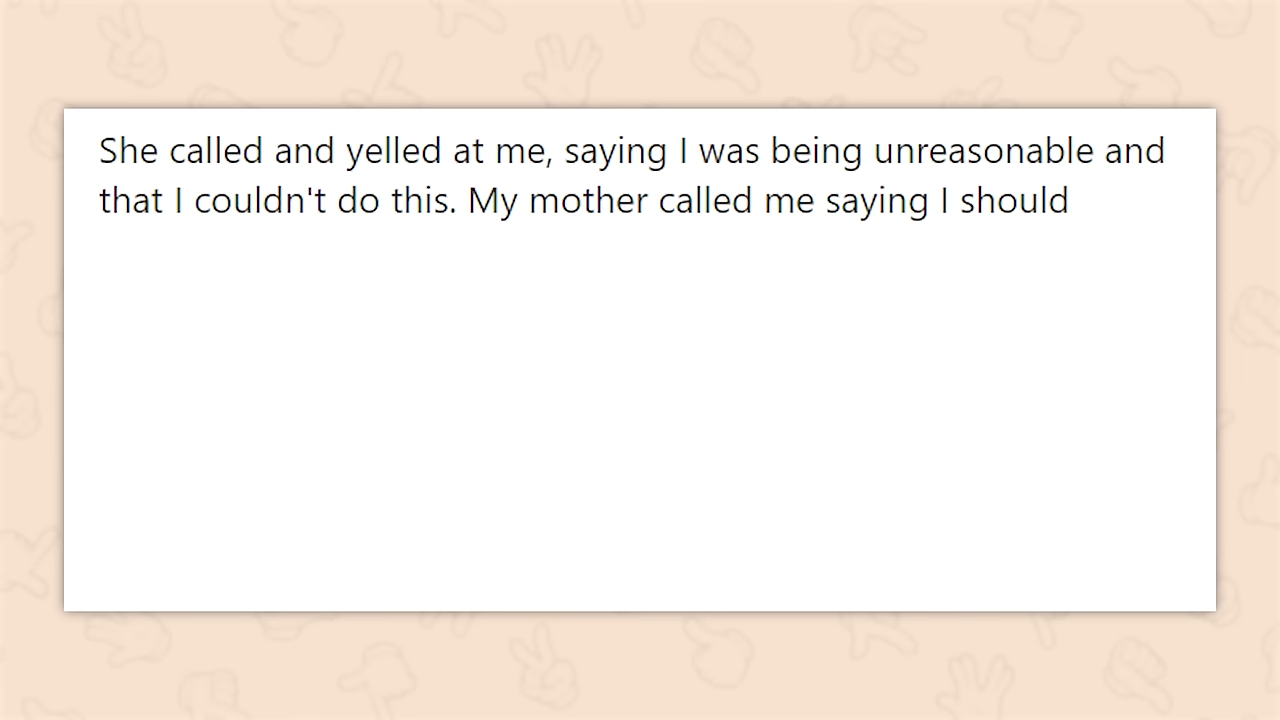 She called and yelled at me, saying I was being unreasonable and
that I couldn't do this. My mother called me saying I should